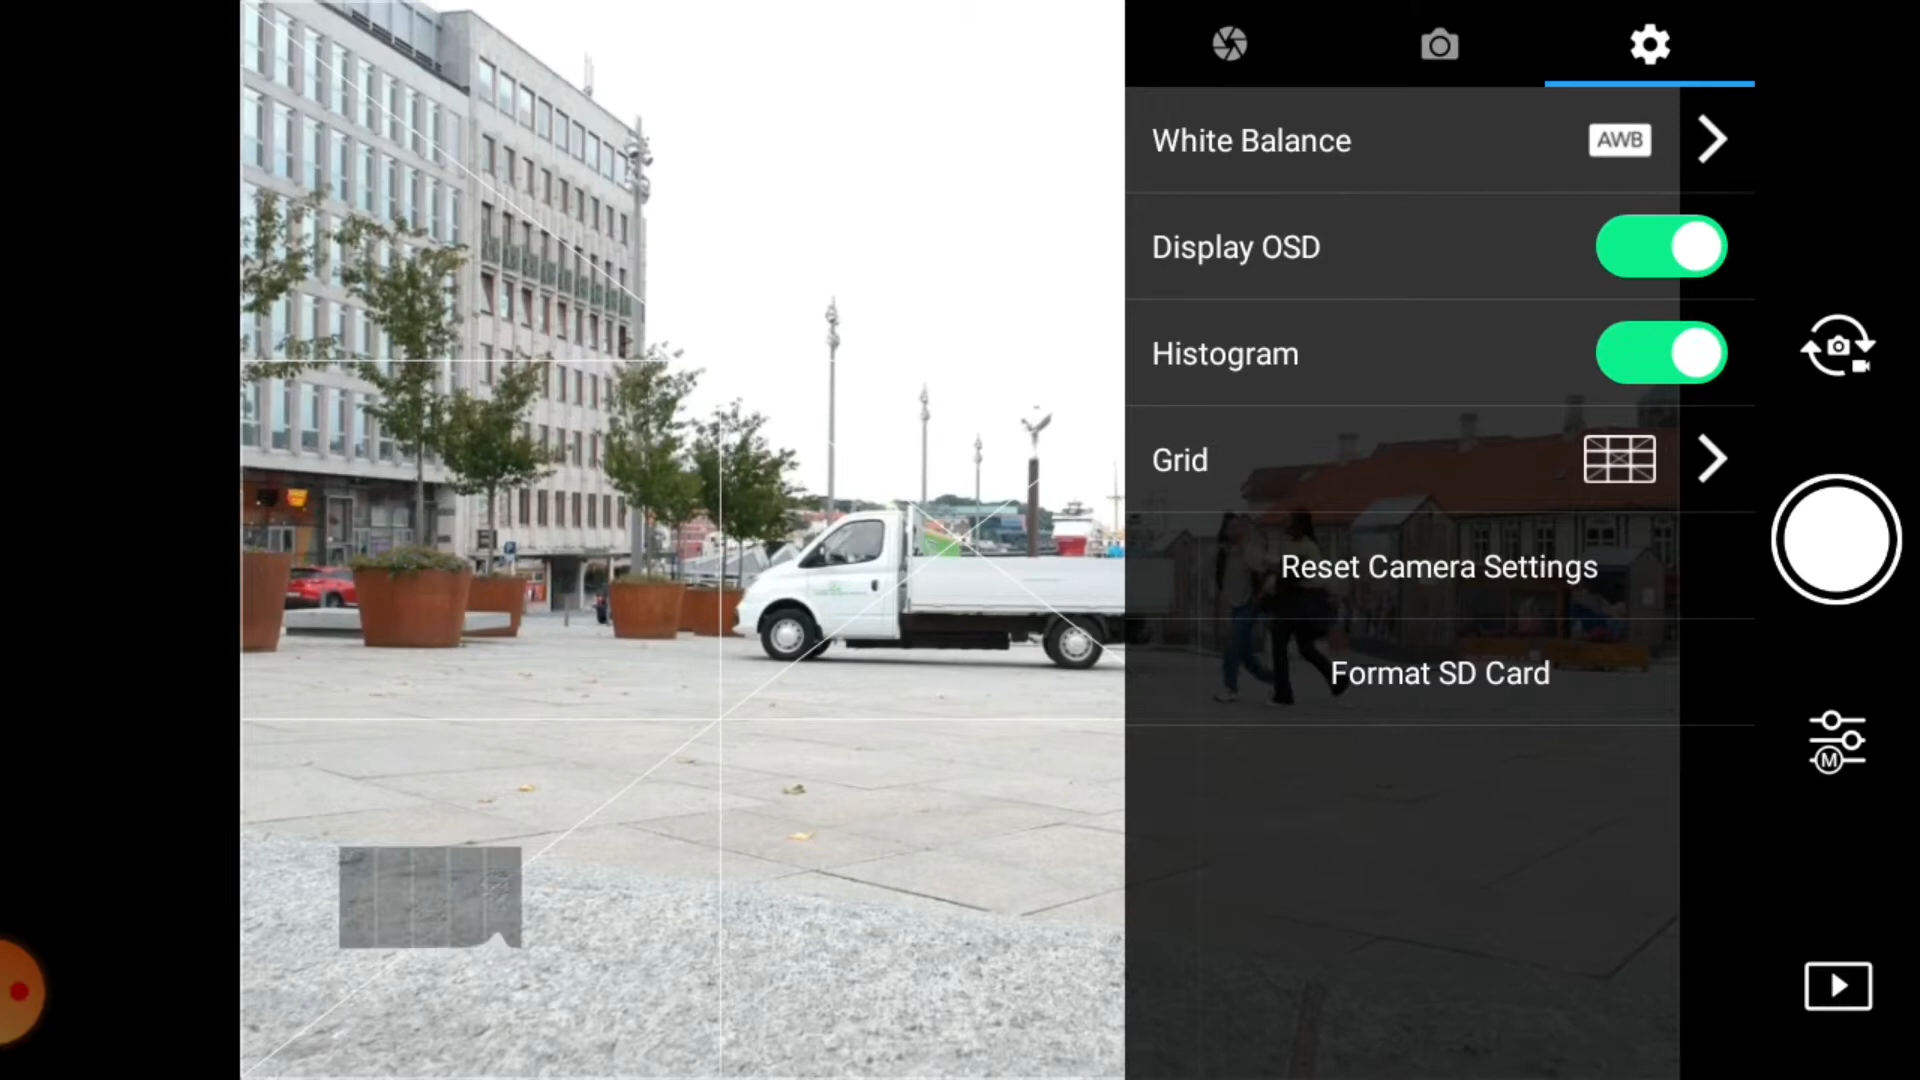 White Balance
AWB
Display OSD
Histogram
Grid
Reset Camera Settings
Format SD Card
M